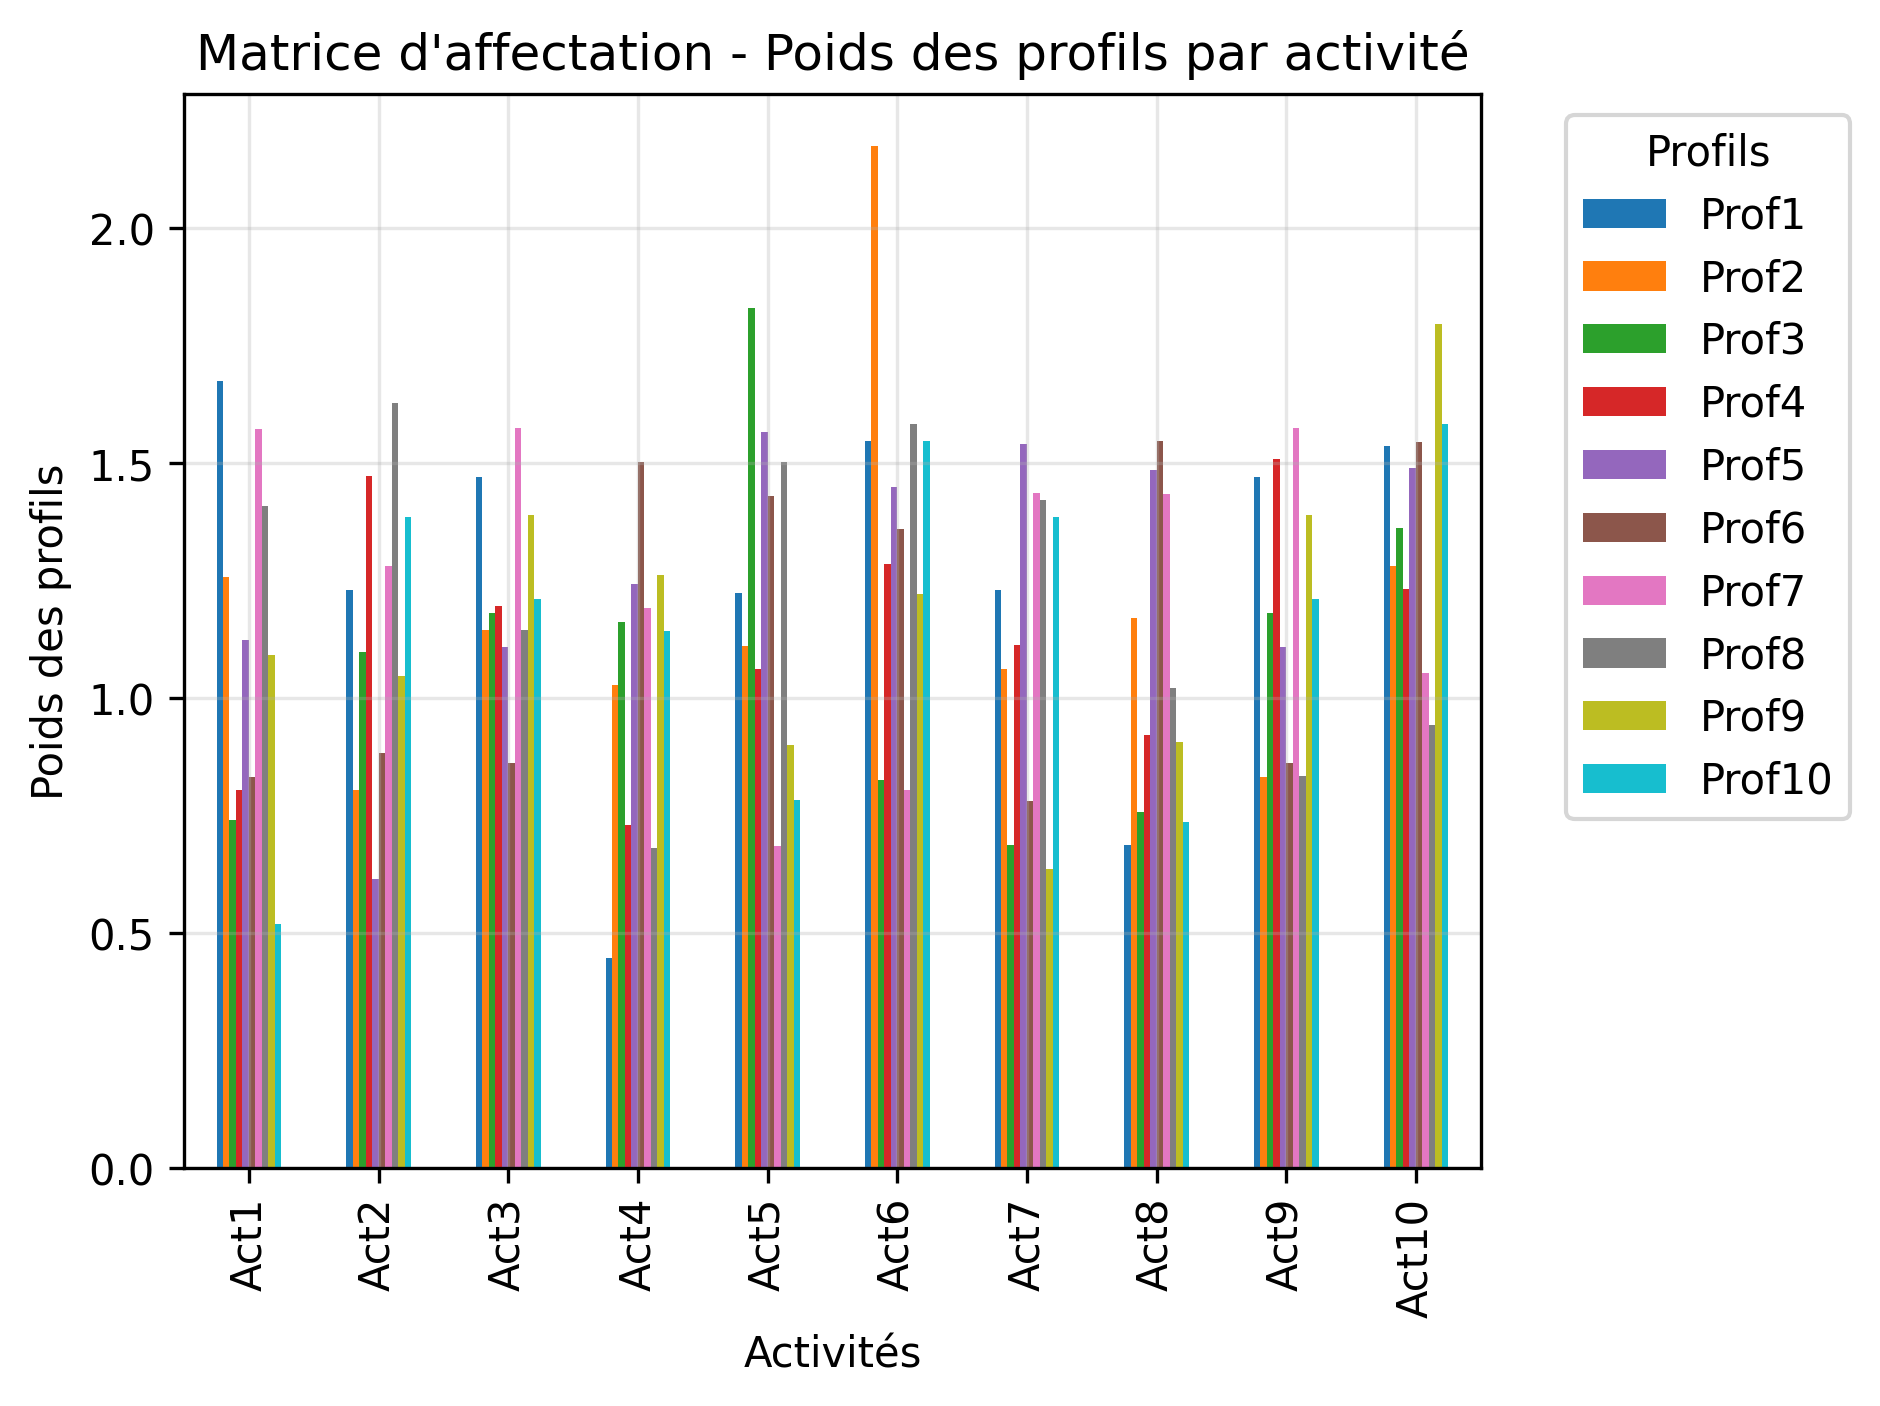 Matrice d'affectation - Poids des profils par activité
Profils
Prof1
Prof2
Prof3
Prof4
Prof5
Prof6
Prof7
Prof8
Prof9
Prof10
Poids des profils
2.0
1.5
1.0
0.5
0.0
Act1
Act2
Act3
Act4
Act5
Act6
Act7
Act8
Act9
Act10
Activités